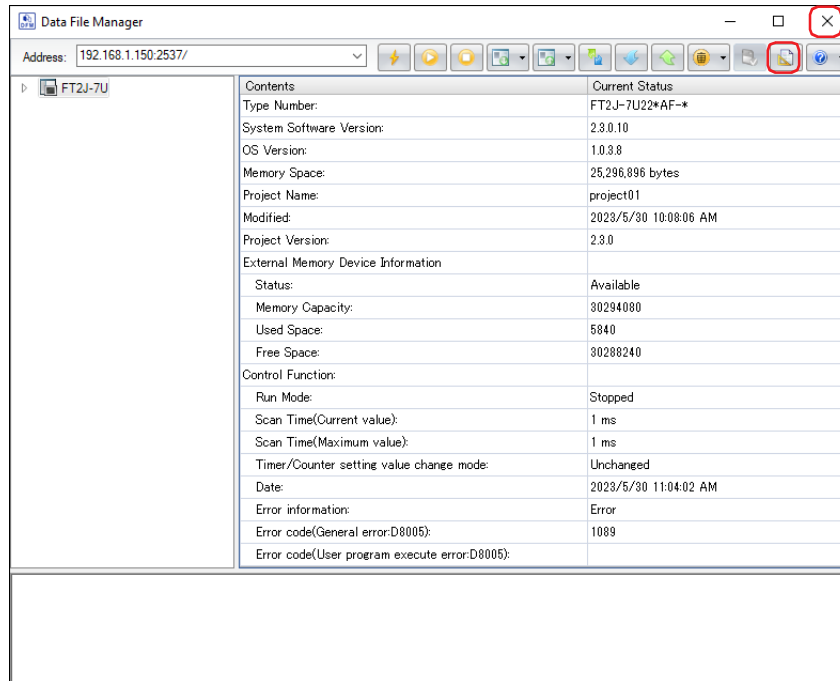 Data File Manager
Address: 192.168.1.150:2537/
FT2J-7U
Contents Current Status
Type Number: FT2J-7U22*AF-*
System Software Version: 2.3.0.10
OS Version: 1.0.3.8
Memory Space: 25,296,896 bytes
Project Name: project01
Modified: 2023/5/30 10:08:06 AM
Project Version: 2.3.0
External Memory Device Information
Status: Available
Memory Capacity: 30294080
Used Space: 5840
Free Space: 30288240
Control Function:
Run Mode: Stopped
Scan Time(Current value): 1 ms
Scan Time(Maximum value): 1 ms
Timer/Counter setting value change mode: Unchanged
Date: 2023/5/30 11:04:02 AM
Error information: Error
Error code(General error:D8005): 1089
Error code(User program execute error:D8005):